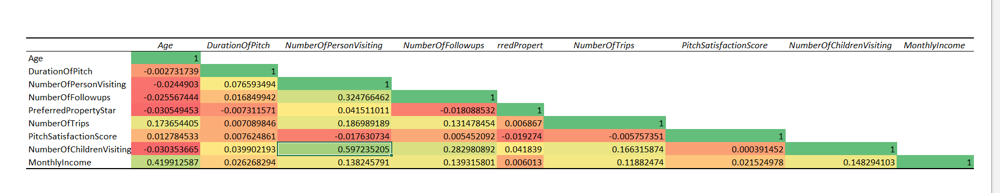 Age DurationOfPitch NumberOfPersonVisiting NumberOfFollowups rredPropert NumberOfTrips PitchSatisfactionScore NumberOfChildrenVisiting MonthlyIncome
Age 1
DurationOfPitch -0.002731739 1
NumberOfPersonVisiting -0.0244903 0.076593494 1
NumberOfFollowups -0.025567444 0.016849942 0.324766462 1
PreferredPropertyStar -0.030549453 -0.007311571 0.041511011 -0.018088532 1
NumberOfTrips 0.173654405 0.007089846 0.186989189 0.131478454 0.006867 1
PitchSatisfactionScore 0.012784533 0.007624861 -0.017630734 0.005452092 -0.019274 -0.005757351 1
NumberOfChildrenVisiting -0.030353665 0.039902193 0.597235205 0.282980892 0.041839 0.166315874 0.000391452 1
MonthlyIncome 0.419912587 0.026268294 0.138245791 0.139315801 0.006013 0.11882474 0.021524978 0.148294103 1